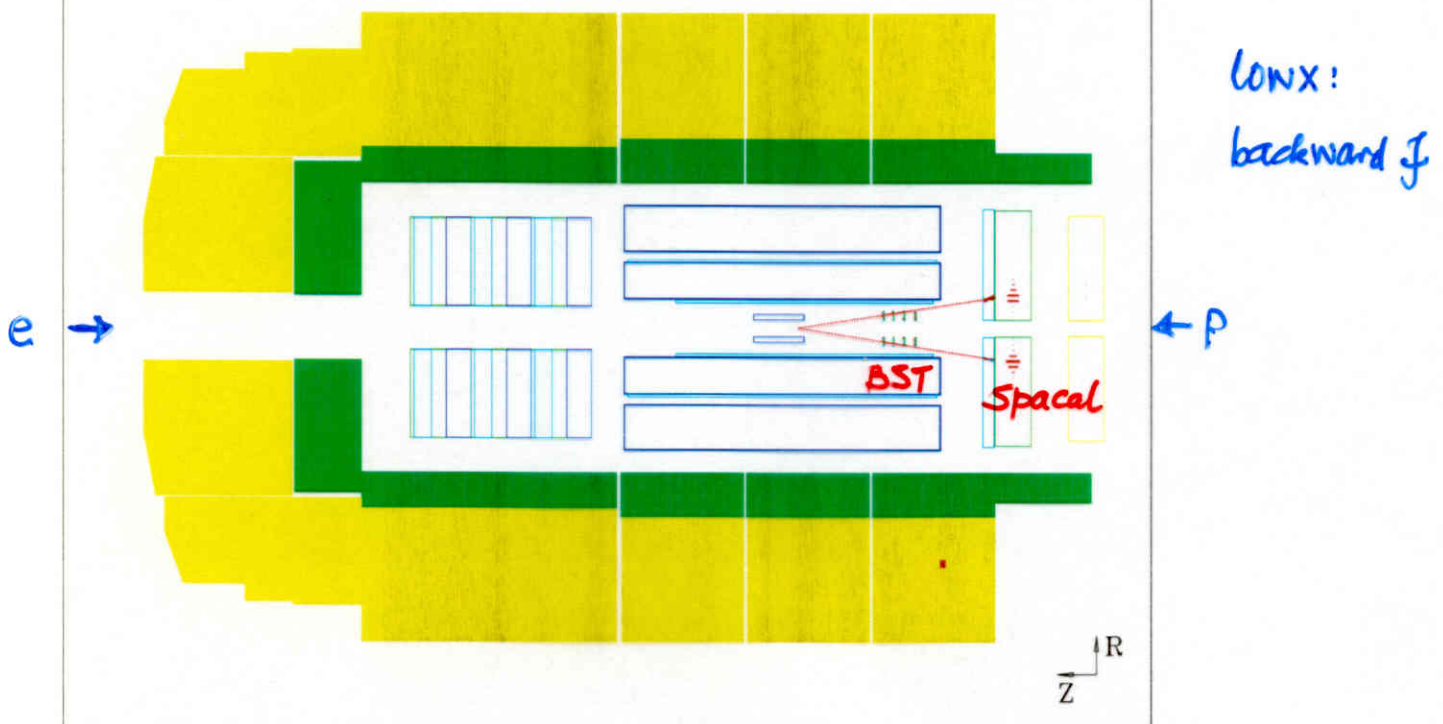 lowx:
backward
e →
← p
BST
Spacal
R
Z